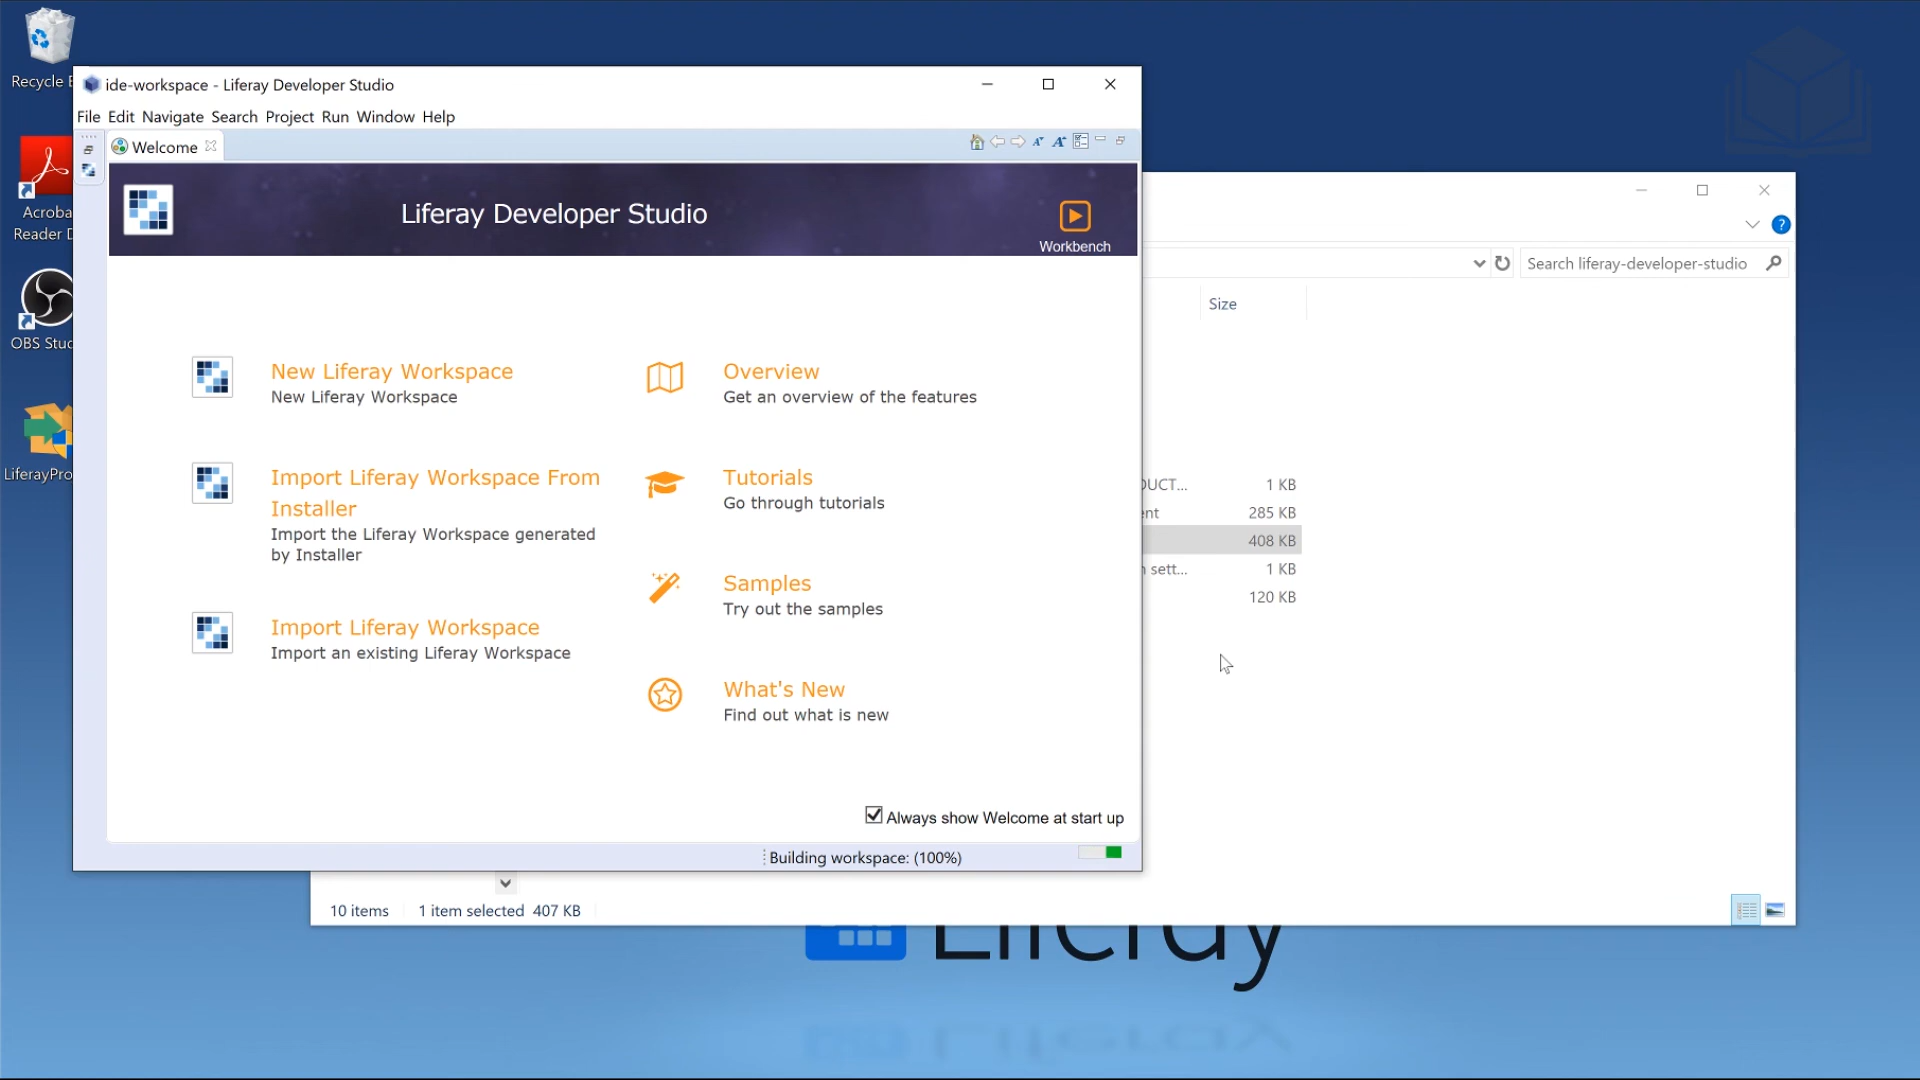 Recycle
ide-workspace - Liferay Developer Studio
File Edit Navigate Search Project Run Window Help
Welcome
Liferay Developer Studio
Workbench
Search liferay-developer-studio
Size
Reader
OBS
New Liferay Workspace
New Liferay Workspace
Import Liferay Workspace From
Installer
Import the Liferay Workspace generated
by Installer
Import Liferay Workspace
Import an existing Liferay Workspace
Overview
Get an overview of the features
Tutorials
Go through tutorials
Samples
Try out the samples
What's New
Find out what is new
1 KB
285 KB
408 KB
1 KB
120 KB
Always show Welcome at start up
Building workspace: (100%)
10 items
1 item selected 407 KB
Liferay